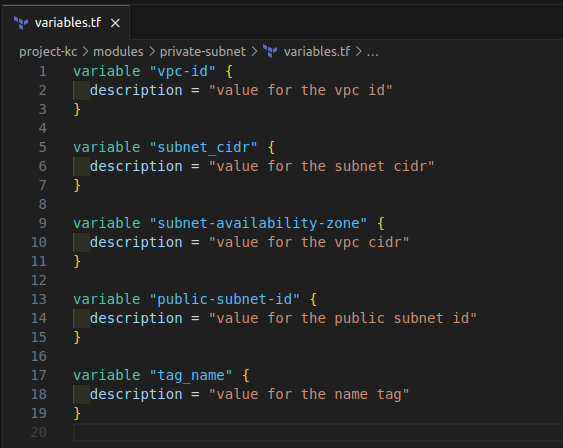 variables.tf ×
project-kc > modules > private-subnet > variables.tf > ...
1 variable "vpc-id" {
2   description = "value for the vpc id"
3 }
4
5 variable "subnet_cidr" {
6   description = "value for the subnet cidr"
7 }
8
9 variable "subnet-availability-zone" {
10   description = "value for the vpc cidr"
11 }
12
13 variable "public-subnet-id" {
14   description = "value for the public subnet id"
15 }
16
17 variable "tag_name" {
18   description = "value for the name tag"
19 }
20